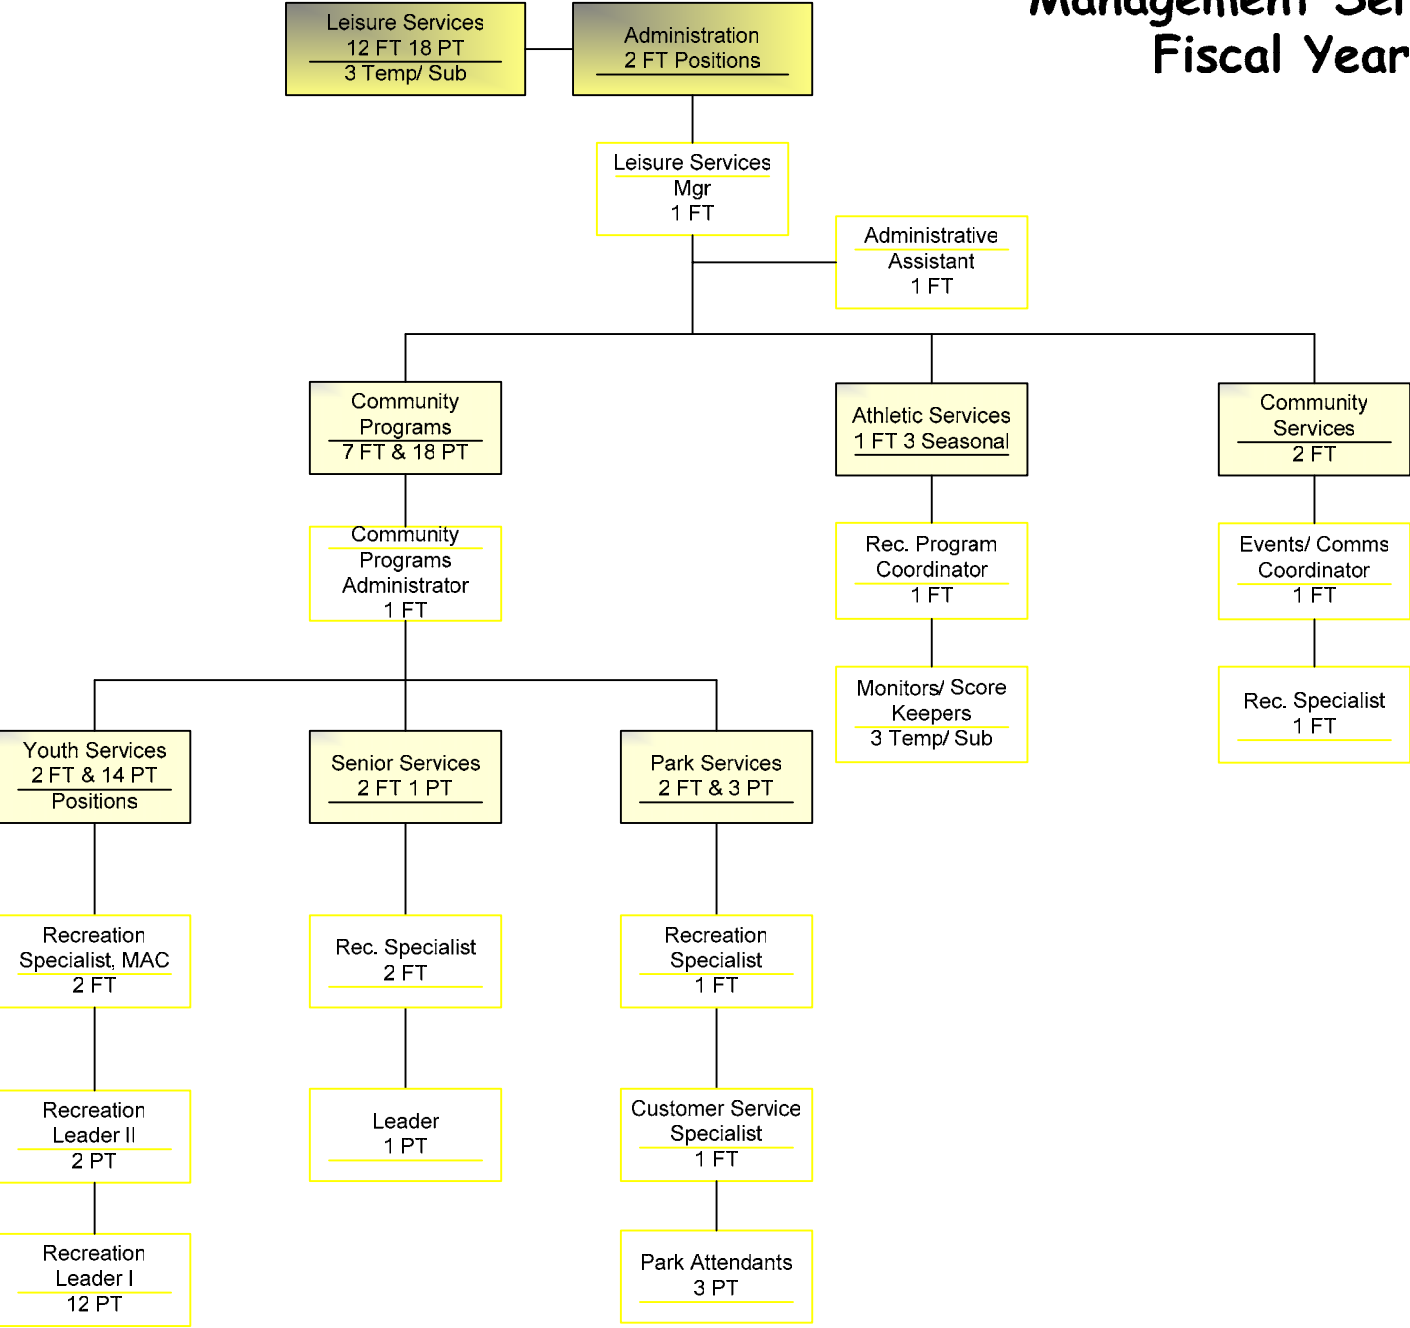 Management Ser
Fiscal Year
Leisure Services
12 FT 18 PT
3 Temp/ Sub
Administration
2 FT Positions
Leisure Services
Mgr
1 FT
Administrative
Assistant
1 FT
Community
Programs
7 FT & 18 PT
Athletic Services
1 FT 3 Seasonal
Community
Services
2 FT
Community
Programs
Administrator
1 FT
Rec. Program
Coordinator
1 FT
Events/ Comms
Coordinator
1 FT
Monitors/ Score
Keepers
3 Temp/ Sub
Rec. Specialist
1 FT
Youth Services
2 FT & 14 PT
Positions
Senior Services
2 FT 1 PT
Park Services
2 FT & 3 PT
Recreation
Specialist, MAC
2 FT
Rec. Specialist
2 FT
Recreation
Specialist
1 FT
Recreation
Leader II
2 PT
Leader
1 PT
Customer Service
Specialist
1 FT
Recreation
Leader I
12 PT
Park Attendants
3 PT